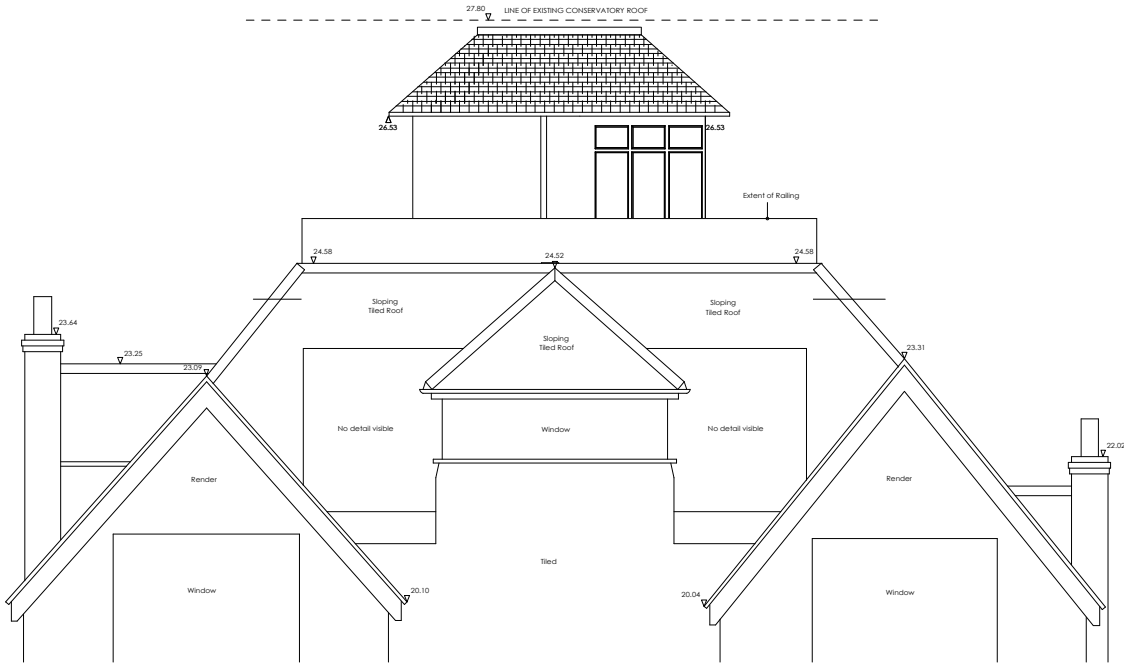 27.80 LINE OF EXISTING CONSERVATORY ROOF
26.53
26.53
Extent of Railing
24.58
24.52
24.58
Sloping
Tiled Roof
Sloping
Tiled Roof
Sloping
Tiled Roof
23.64
23.25
23.09
23.31
No detail visible
Window
No detail visible
22.02
Render
Render
Tiled
Window
20.10
20.04
Window